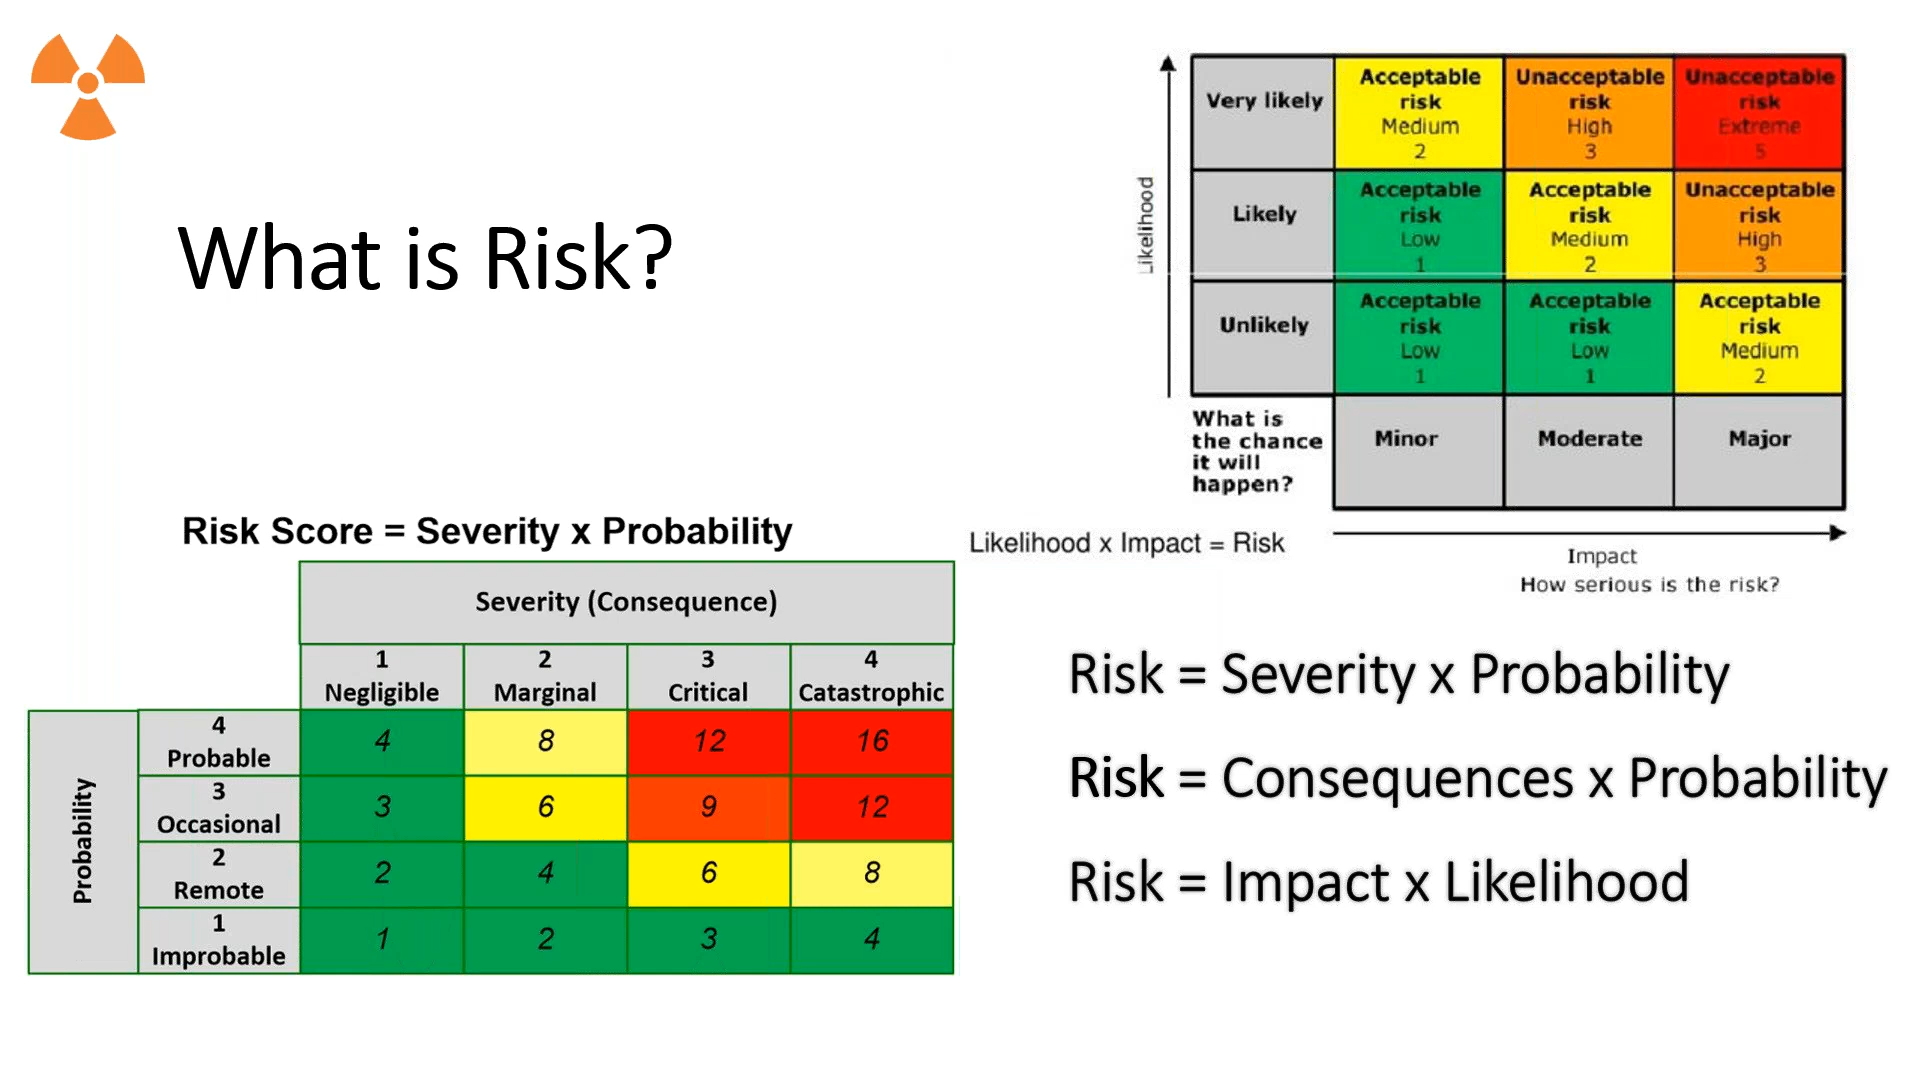 What is Risk?
Likelihood
Very likely
Acceptable
risk
Medium
2
Unacceptable
risk
High
3
Unacceptable
risk
Extreme
5
Likely
Acceptable
risk
Low
1
Acceptable
risk
Medium
2
Unacceptable
risk
High
3
Unlikely
Acceptable
risk
Low
1
Acceptable
risk
Low
1
Acceptable
risk
Medium
2
What is
the chance
it will
happen?
Minor
Moderate
Major
Likelihood x Impact = Risk
Impact
How serious is the risk?
Risk Score = Severity x Probability
Severity (Consequence)
1
Negligible
2
Marginal
3
Critical
4
Catastrophic
Probability
4
Probable
4
8
12
16
3
Occasional
3
6
9
12
2
Remote
2
4
6
8
1
Improbable
1
2
3
4
Risk = Severity x Probability
Risk = Consequences x Probability
Risk = Impact x Likelihood